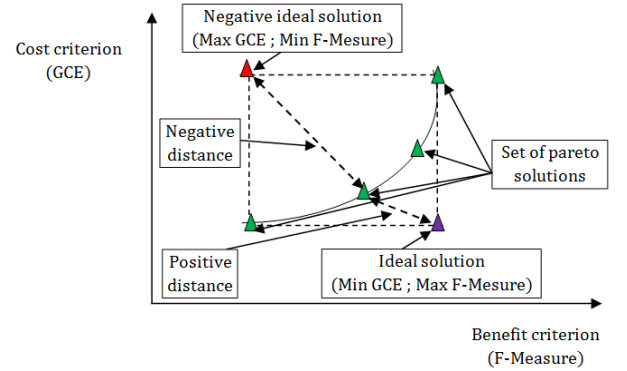 Negative ideal solution
(Max GCE ; Min F-Mesure)
Cost criterion
(GCE)
Negative
distance
Set of pareto
solutions
Positive
distance
Ideal solution
(Min GCE ; Max F-Mesure)
Benefit criterion
(F-Measure)